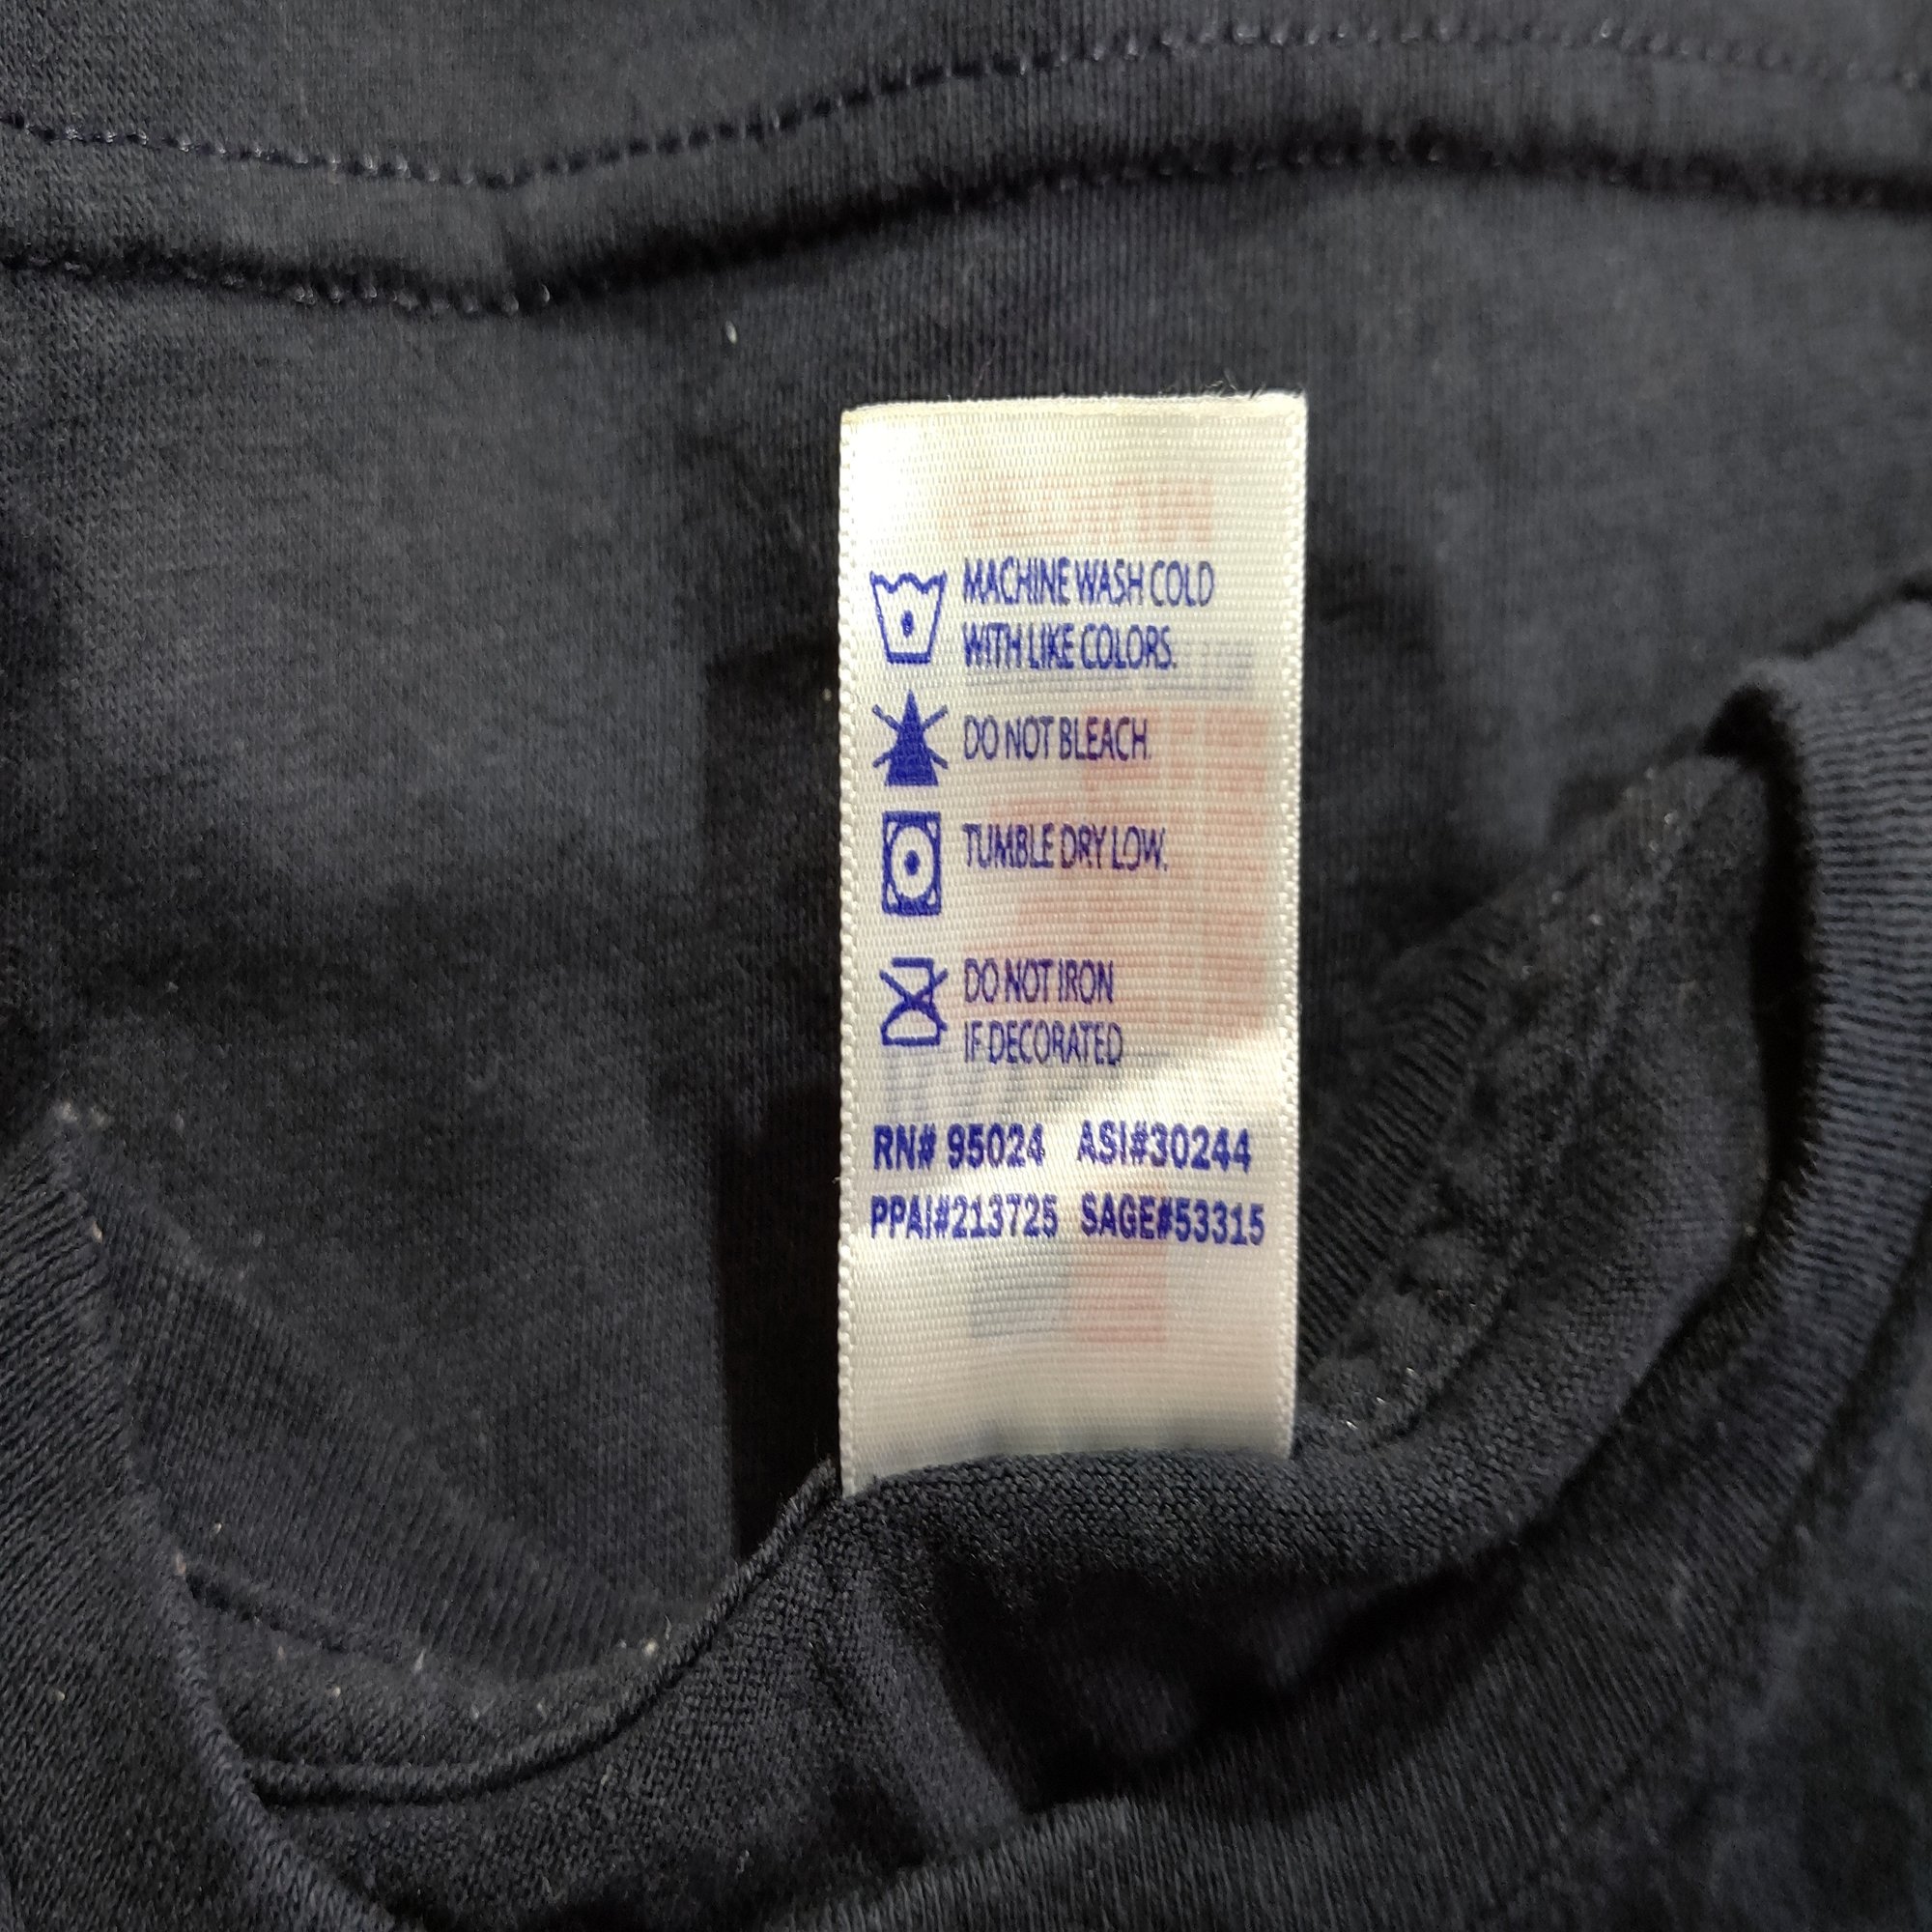 MACHINE WASH COLD
WITH LIKE COLORS.
DO NOT BLEACH.
TUMBLE DRY LOW.
DO NOT IRON
IF DECORATED
RN# 95024 ASI#30244
PPAI#213725 SAGE#53315